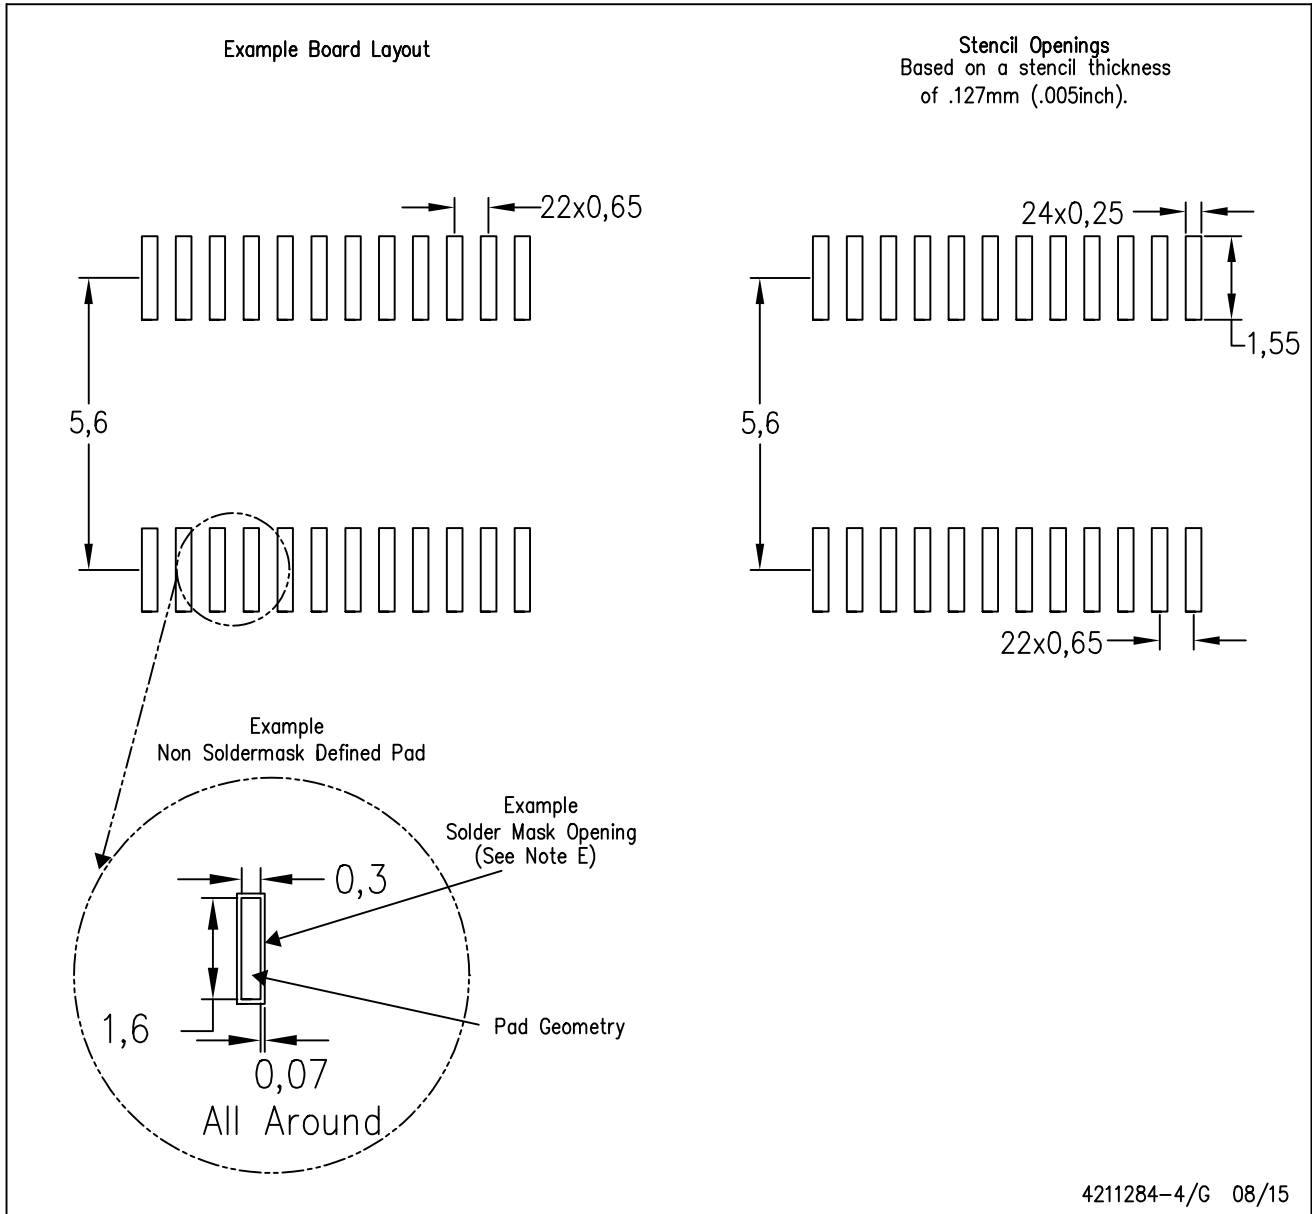 Example Board Layout
Stencil Openings
Based on a stencil thickness
of .127mm (.005inch).
22x0,65
24x0,25
1,55
5,6
5,6
22x0,65
Example
Non Soldermask Defined Pad
Example
Solder Mask Opening
(See Note E)
0,3
1,6
Pad Geometry
0,07
All Around
4211284-4/G 08/15